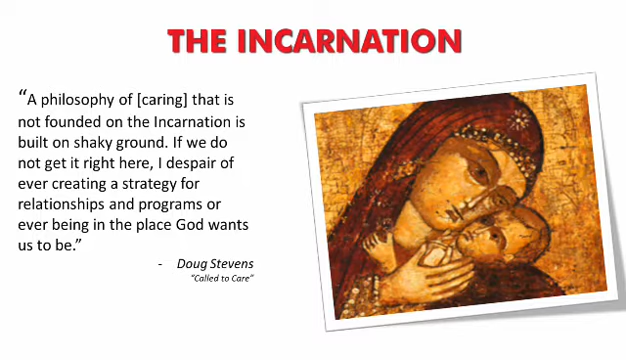 THE INCARNATION
“A philosophy of [caring] that is
not founded on the Incarnation is
built on shaky ground. If we do
not get it right here, I despair of
ever creating a strategy for
relationships and programs or
ever being in the place God wants
us to be.”
- Doug Stevens
“Called to Care”